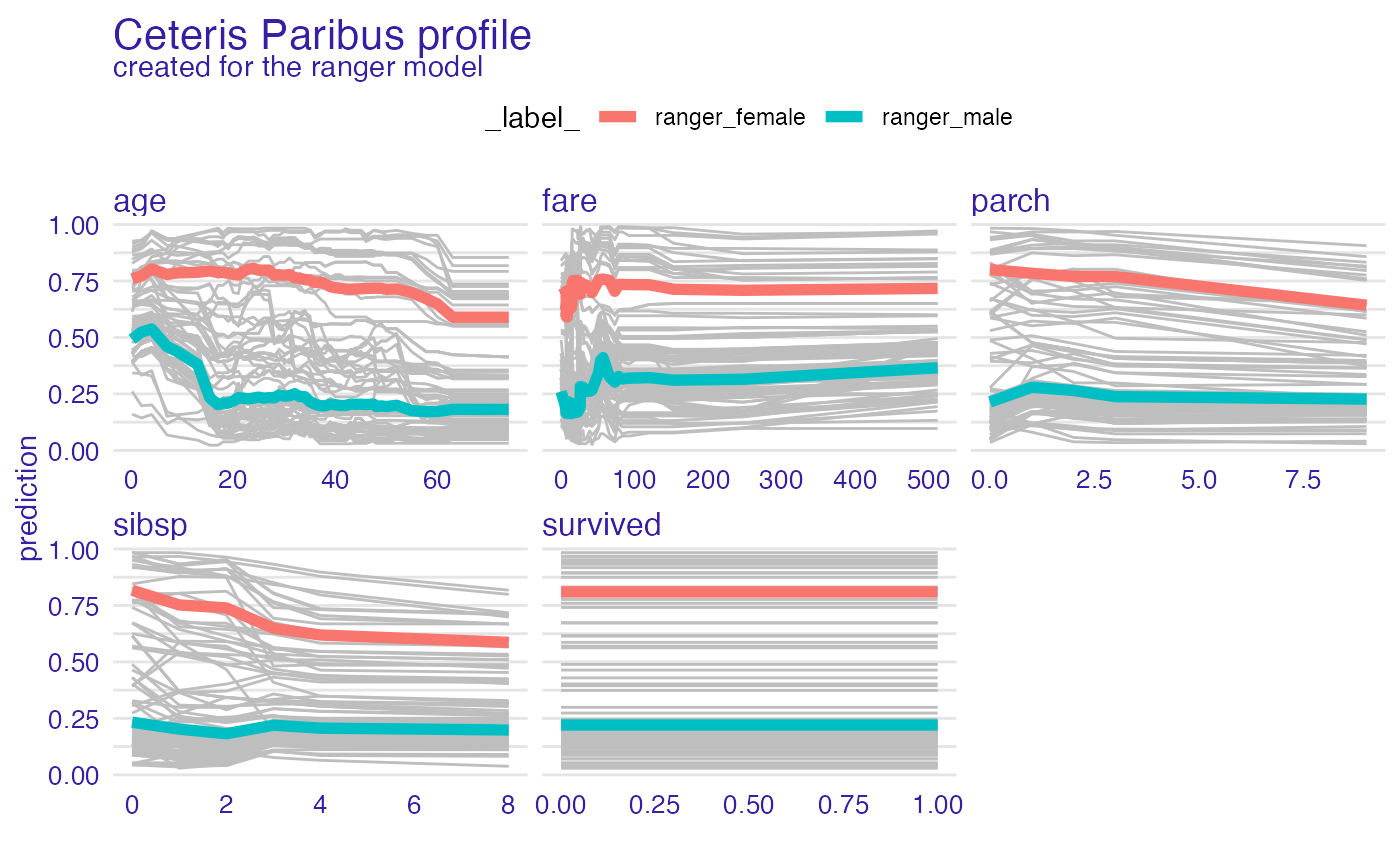 Ceteris Paribus profile
created for the ranger model
_label_ ranger_female ranger_male
age fare parch
1.00
0.75
0.50
0.25
0.00
0 20 40 60 0 100 200 300 400 500 0.0 2.5 5.0 7.5
prediction
sibsp survived
1.00
0.75
0.50
0.25
0.00
0 2 4 6 8 0.00 0.25 0.50 0.75 1.00